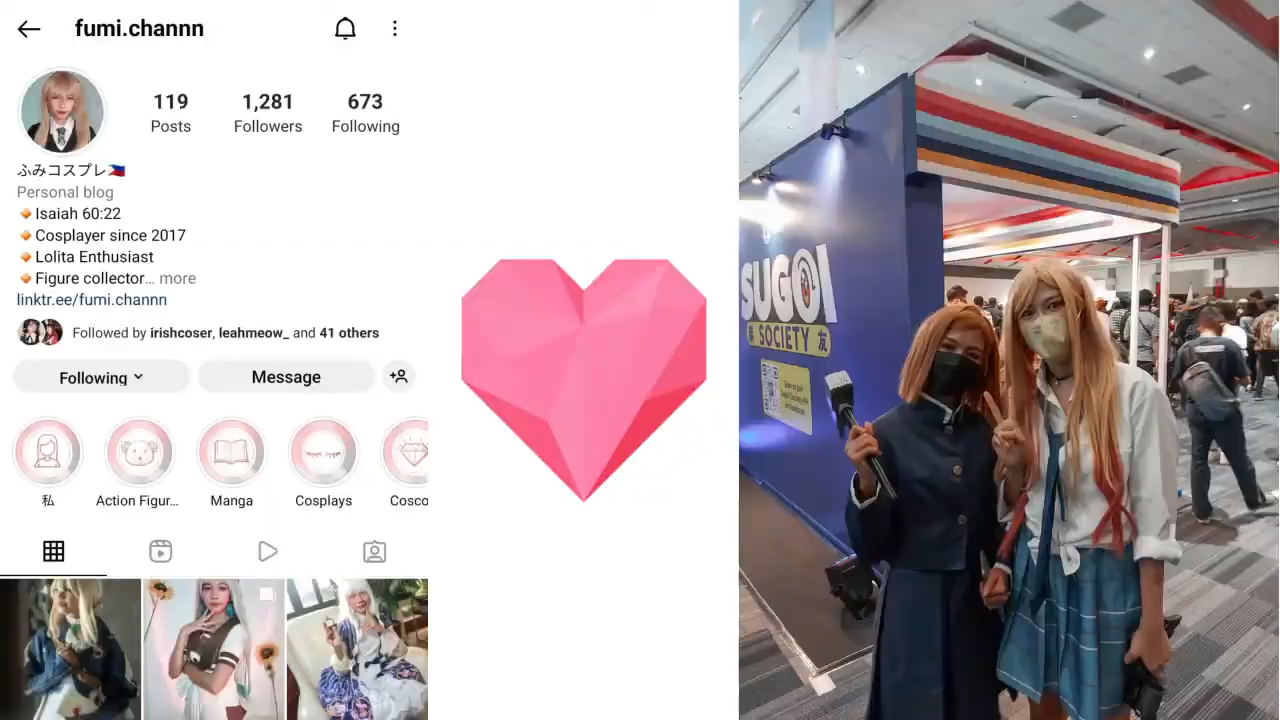 fumi.channn
119
Posts
1,281
Followers
673
Following
ふみコスプレ🇵🇭
Personal blog
🔸Isaiah 60:22
🔸Cosplayer since 2017
🔸Lolita Enthusiast
🔸Figure collector... more
linktr.ee/fumi.channn
Followed by irishcoser, leahmeow_ and 41 others
Following
Message
私
Action Figur...
Manga
Cosplays
Cosco
SUGOI
SOCIETY 友